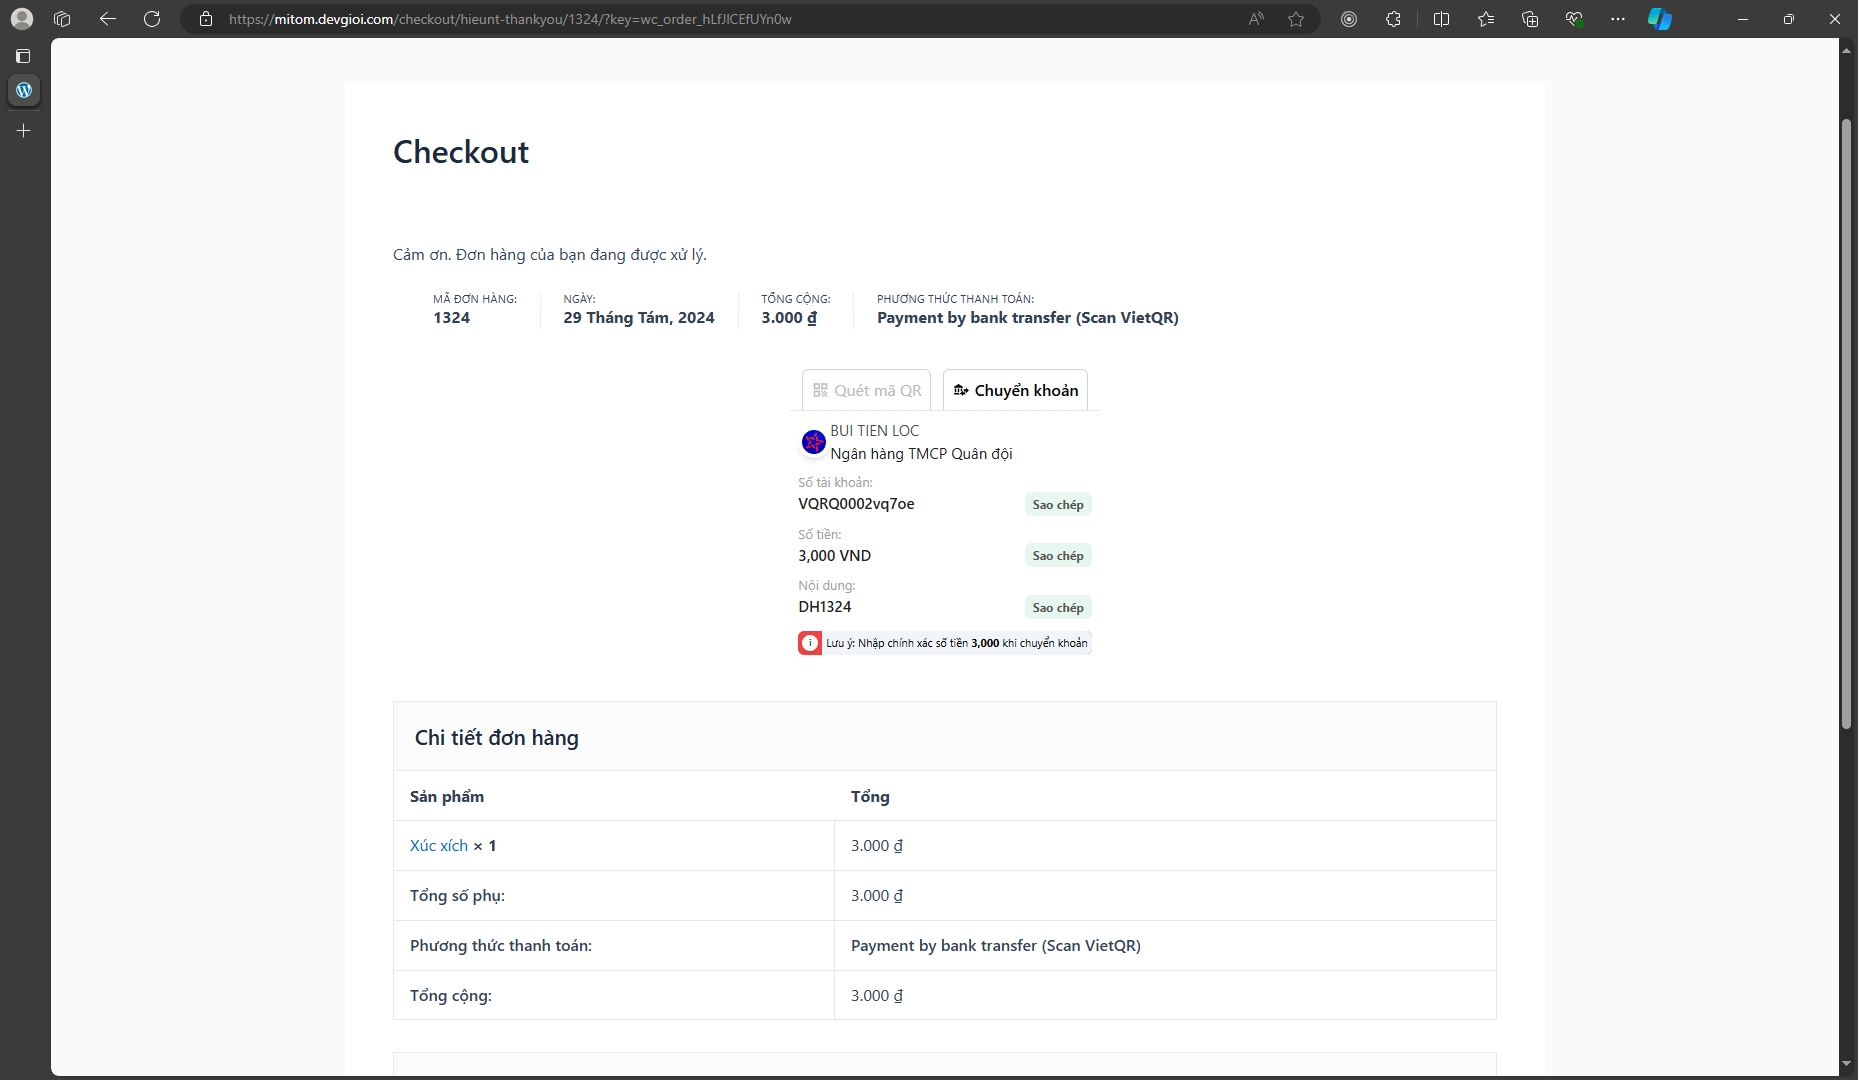 https://mitom.devgioi.com/checkout/hieunt-thankyou/1324/?key=wc_order_hLfJICEfUYn0w
Checkout
Cảm ơn. Đơn hàng của bạn đang được xử lý.
MÃ ĐƠN HÀNG:
1324
NGÀY:
29 Tháng Tám, 2024
TỔNG CỘNG:
3.000 ₫
PHƯƠNG THỨC THANH TOÁN:
Payment by bank transfer (Scan VietQR)
Quét mã QR
Chuyển khoản
BUI TIEN LOC
Ngân hàng TMCP Quân đội
Số tài khoản:
VQRQ0002vq7oe
Sao chép
Số tiền:
3,000 VND
Sao chép
Nội dung:
DH1324
Sao chép
Lưu ý: Nhập chính xác số tiền 3,000 khi chuyển khoản
Chi tiết đơn hàng
Sản phẩm Tổng
Xúc xích × 1 3.000 ₫
Tổng số phụ: 3.000 ₫
Phương thức thanh toán: Payment by bank transfer (Scan VietQR)
Tổng cộng: 3.000 ₫